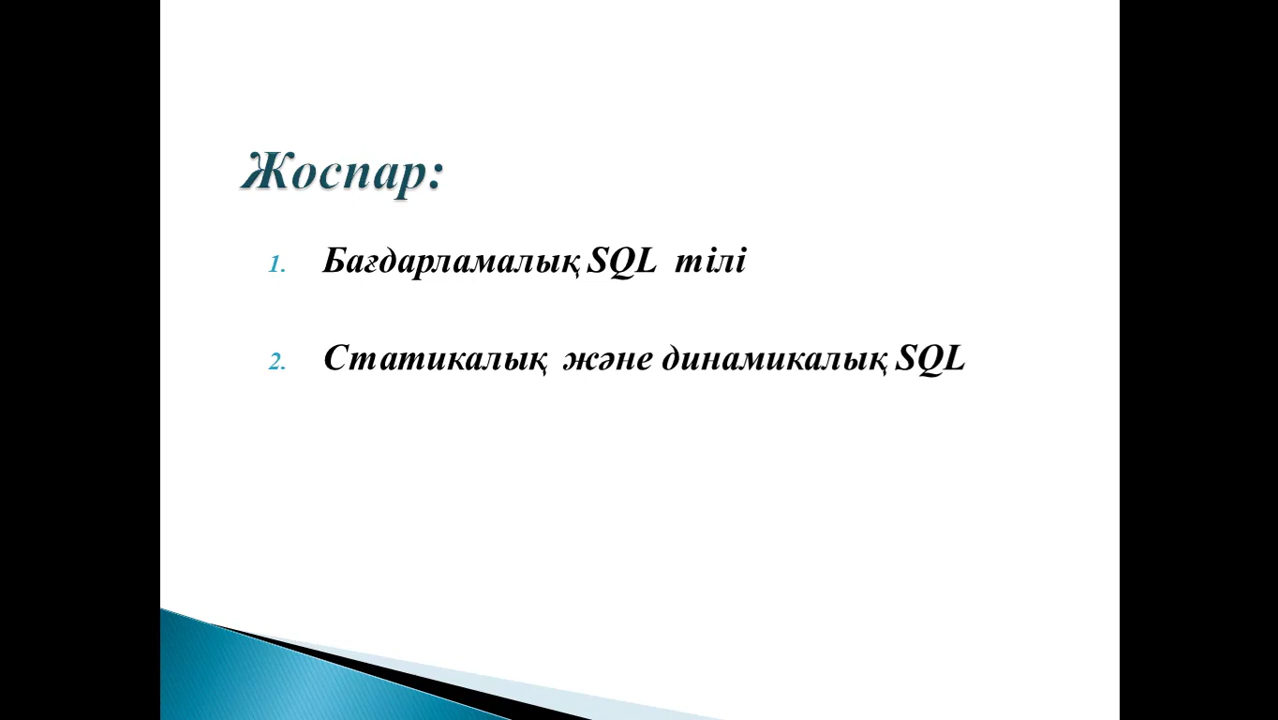 Жоспар:
1. Бағдарламалық SQL тілі
2. Статикалық және динамикалық SQL